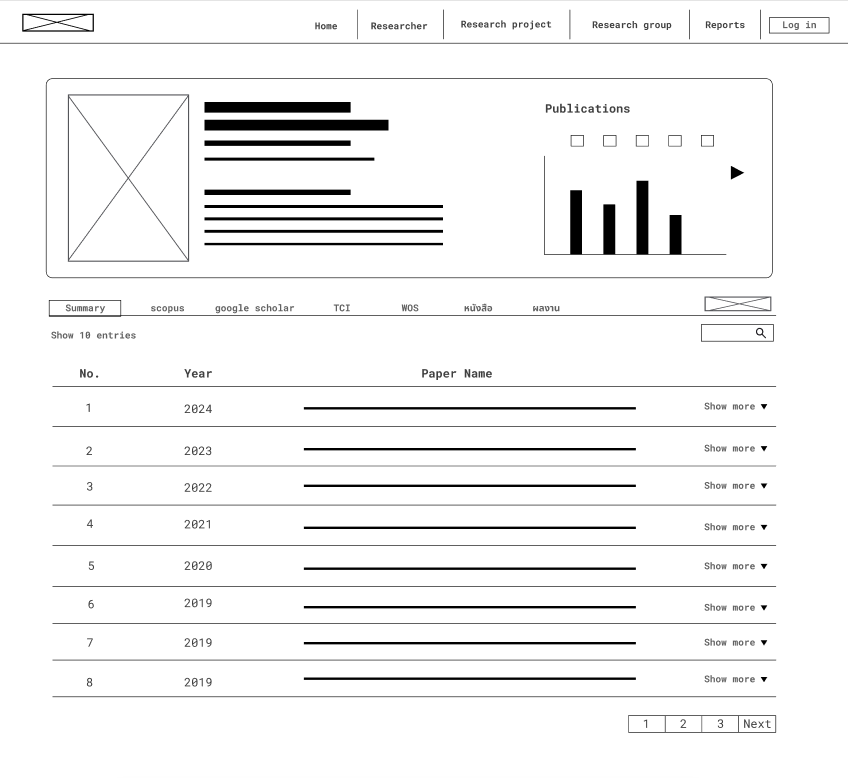 Home Researcher Research project Research group Reports Log in
Publications
Summary scopus google scholar TCI WOS หนังสือ ผลงาน
Show 10 entries
No. Year Paper Name
1 2024 Show more
2 2023 Show more
3 2022 Show more
4 2021 Show more
5 2020 Show more
6 2019 Show more
7 2019 Show more
8 2019 Show more
1 2 3 Next